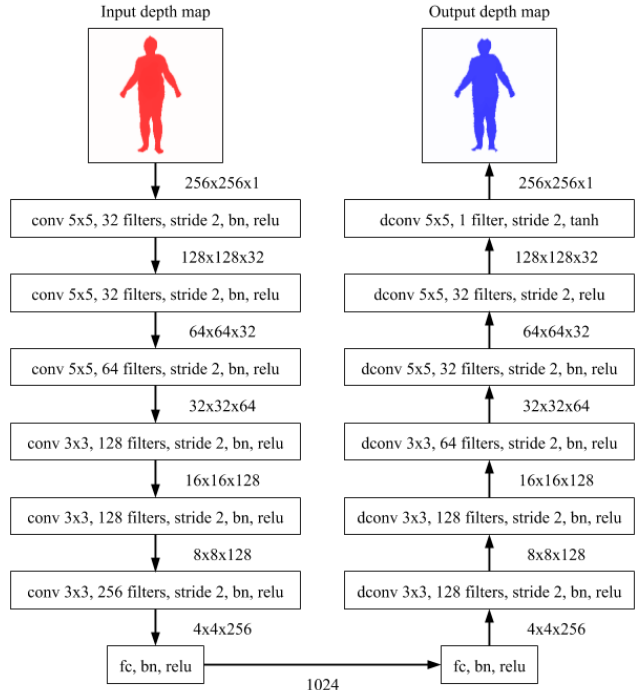 Input depth map
256x256x1
conv 5x5, 32 filters, stride 2, bn, relu
128x128x32
conv 5x5, 32 filters, stride 2, bn, relu
64x64x32
conv 5x5, 64 filters, stride 2, bn, relu
32x32x64
conv 3x3, 128 filters, stride 2, bn, relu
16x16x128
conv 3x3, 128 filters, stride 2, bn, relu
8x8x128
conv 3x3, 256 filters, stride 2, bn, relu
4x4x256
fc, bn, relu
1024
Output depth map
256x256x1
dconv 5x5, 1 filter, stride 2, tanh
128x128x32
dconv 5x5, 32 filters, stride 2, relu
64x64x32
dconv 5x5, 32 filters, stride 2, bn, relu
32x32x64
dconv 3x3, 64 filters, stride 2, bn, relu
16x16x128
dconv 3x3, 128 filters, stride 2, bn, relu
8x8x128
dconv 3x3, 128 filters, stride 2, bn, relu
4x4x256
fc, bn, relu